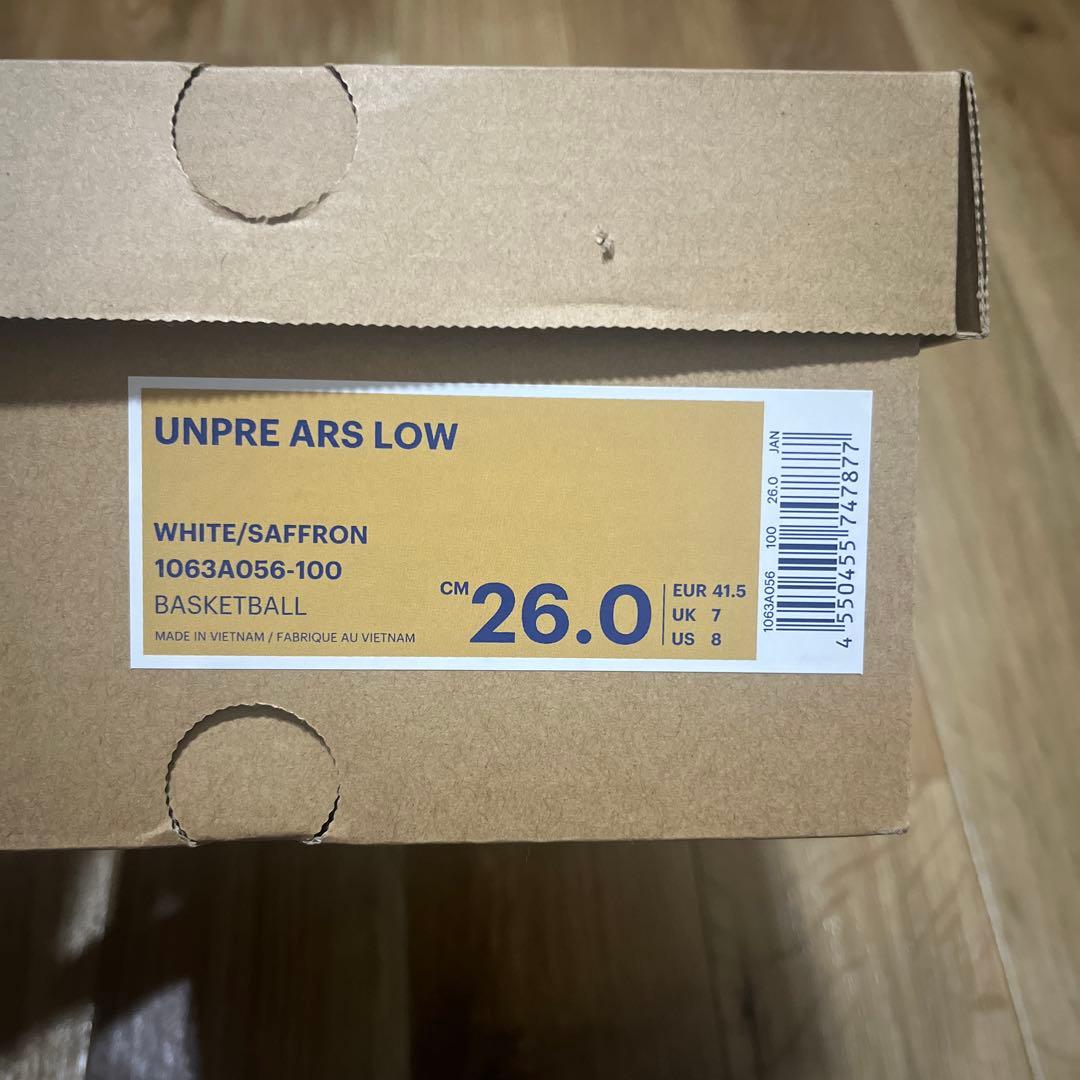 UNPRE ARS LOW
WHITE/SAFFRON
1063A056-100
BASKETBALL
MADE IN VIETNAM / FABRIQUE AU VIETNAM
CM 26.0
EUR 41.5
UK 7
US 8
1063A056 100 26.0 JAN
4 550455 747877